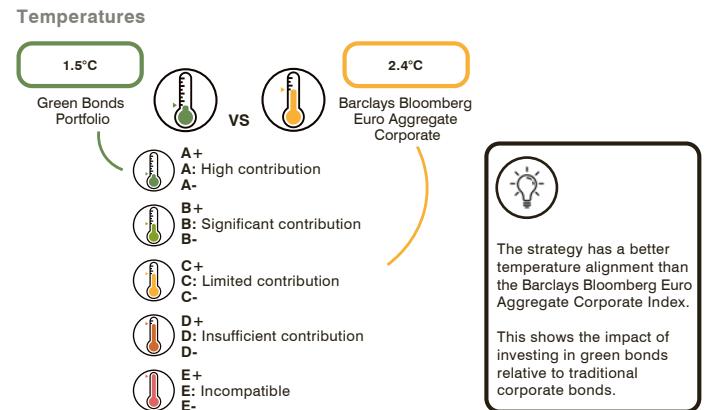 Temperatures
1.5°C
2.4°C
Green Bonds
Portfolio
VS
Barclays Bloomberg
Euro Aggregate
Corporate
A+
A: High contribution
A-
B+
B: Significant contribution
B-
C+
C: Limited contribution
C-
D+
D: Insufficient contribution
D-
E+
E: Incompatible
E-
The strategy has a better
temperature alignment than
the Barclays Bloomberg Euro
Aggregate Corporate Index.
This shows the impact of
investing in green bonds
relative to traditional
corporate bonds.